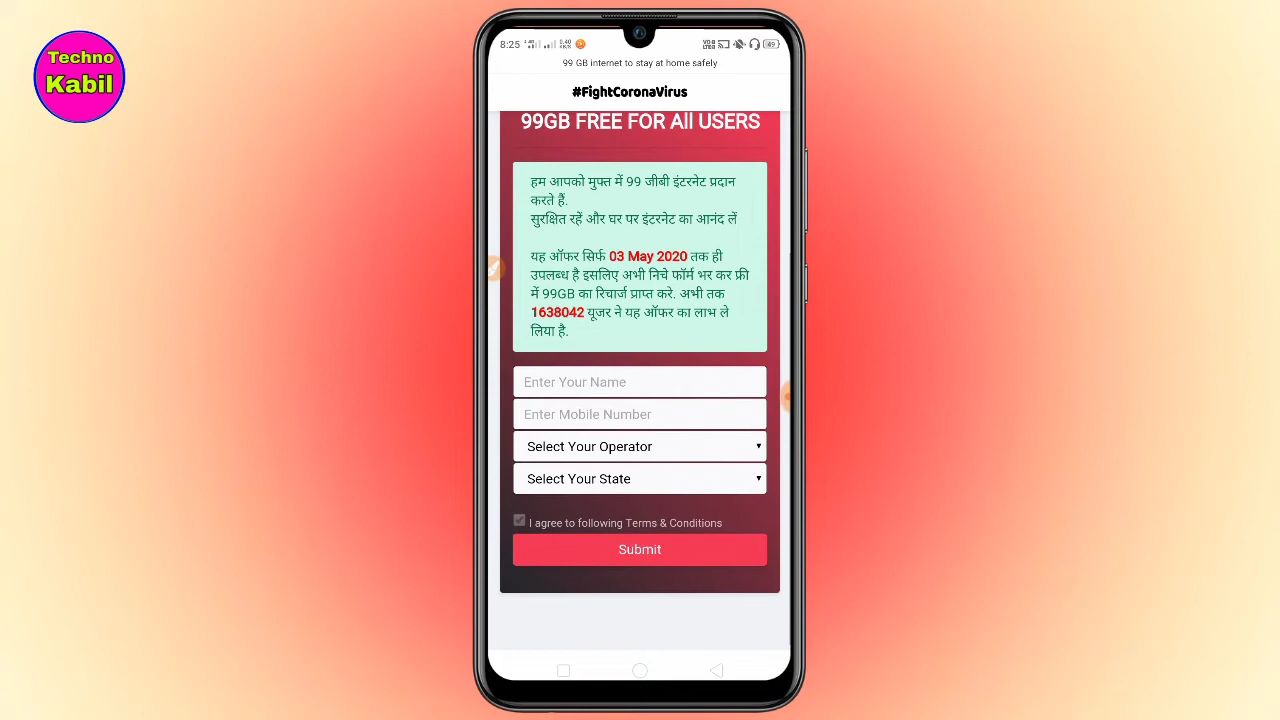 Techno
Kabil
8:25
99 GB internet to stay at home safely
#FightCoronaVirus
99GB FREE FOR All USERS
हम आपको मुफ्त में 99 जीबी इंटरनेट प्रदान
करते हैं.
सुरक्षित रहें और घर पर इंटरनेट का आनंद लें
यह ऑफर सिर्फ 03 May 2020 तक ही
उपलब्ध है इसलिए अभी निचे फॉर्म भर कर फ्री
में 99GB का रिचार्ज प्राप्त करे. अभी तक
1638042 यूजर ने यह ऑफर का लाभ ले
लिया है.
Enter Your Name
Enter Mobile Number
Select Your Operator
Select Your State
I agree to following Terms & Conditions
Submit